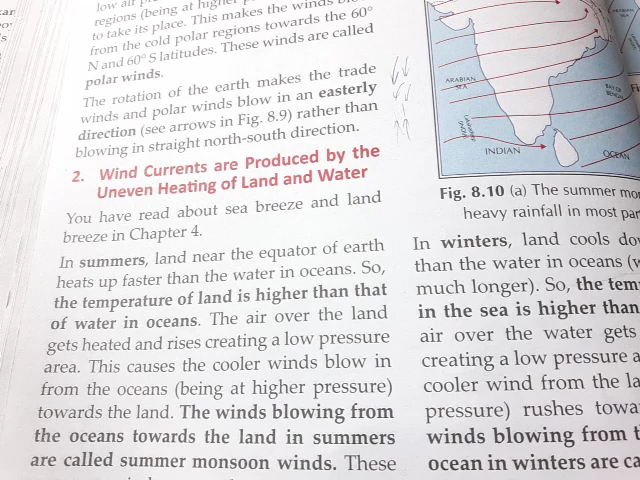 low air
regions (being at higher
to take its place. This makes the winds
from the cold polar regions towards the 60°
N and 60° S latitudes. These winds are called
polar winds.
The rotation of the earth makes the trade
winds and polar winds blow in an easterly
direction (see arrows in Fig. 8.9) rather than
blowing in straight north-south direction.
2. Wind Currents are Produced by the
Uneven Heating of Land and Water
You have read about sea breeze and land
breeze in Chapter 4.
In summers, land near the equator of earth
heats up faster than the water in oceans. So,
the temperature of land is higher than that
of water in oceans. The air over the land
gets heated and rises creating a low pressure
area. This causes the cooler winds blow in
from the oceans (being at higher pressure)
towards the land. The winds blowing from
the oceans towards the land in summers
are called summer monsoon winds. These
ARABIAN
SEA
BAY OF
BENGAL
INDIAN
OCEAN
ARABIAN
SEA
Fig. 8.10 (a) The summer
heavy rainfall in most
In winters, land cools
than the water in oceans
much longer). So, the
in the sea is higher than
air over the water gets
creating a low pressure
cooler wind from the
pressure) rushes
winds blowing from
ocean in winters are